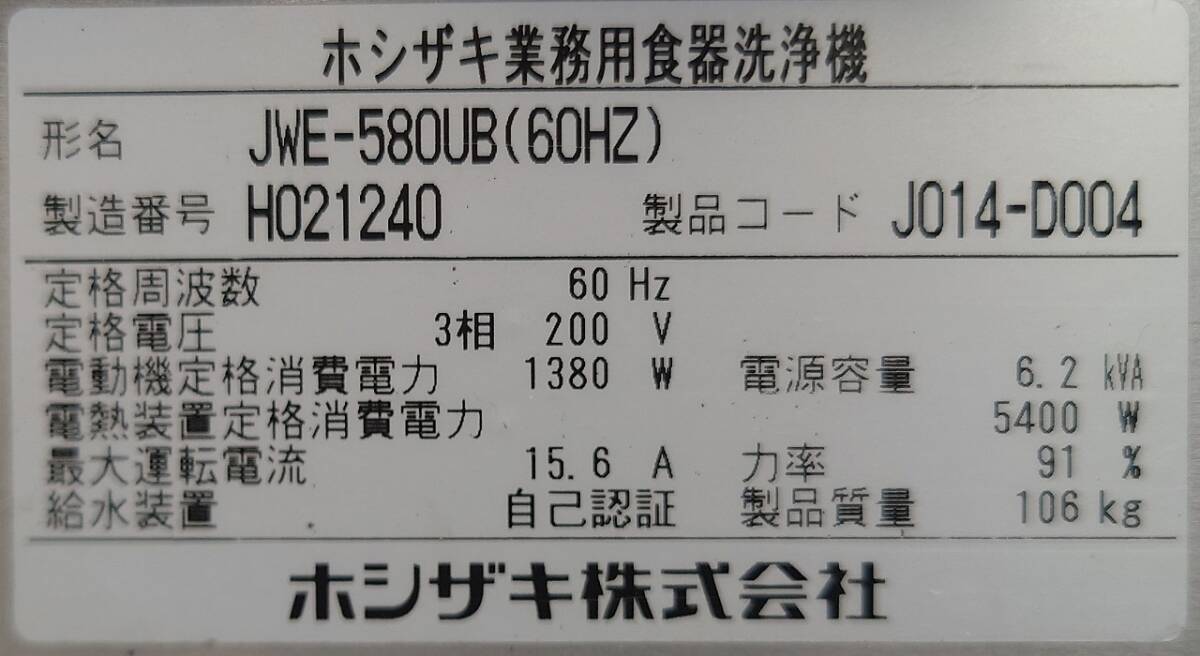 ホシザキ業務用食器洗浄機
形名 JWE-580UB(60HZ)
製造番号 H021240 製品コード J014-D004
定格周波数 60 Hz
定格電圧 3相 200 V
電動機定格消費電力 1380 W 電源容量 6.2 kVA
電熱装置定格消費電力 5400 W
最大運転電流 15.6 A 力率 91 %
給水装置 自己認証 製品質量 106 kg
ホシザキ株式会社